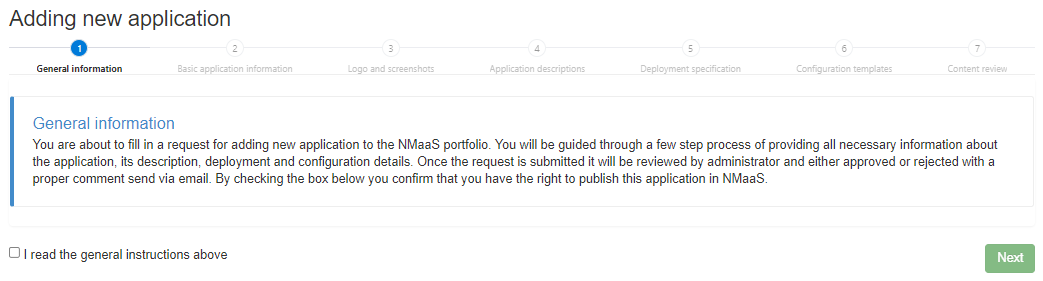 Adding new application
1 2 3 4 5 6 7
General information Basic application information Logo and screenshots Application descriptions Deployment specification Configuration templates Content review
General information
You are about to fill in a request for adding new application to the NMaaS portfolio. You will be guided through a few step process of providing all necessary information about
the application, its description, deployment and configuration details. Once the request is submitted it will be reviewed by administrator and either approved or rejected with a
proper comment send via email. By checking the box below you confirm that you have the right to publish this application in NMaaS.
I read the general instructions above
Next